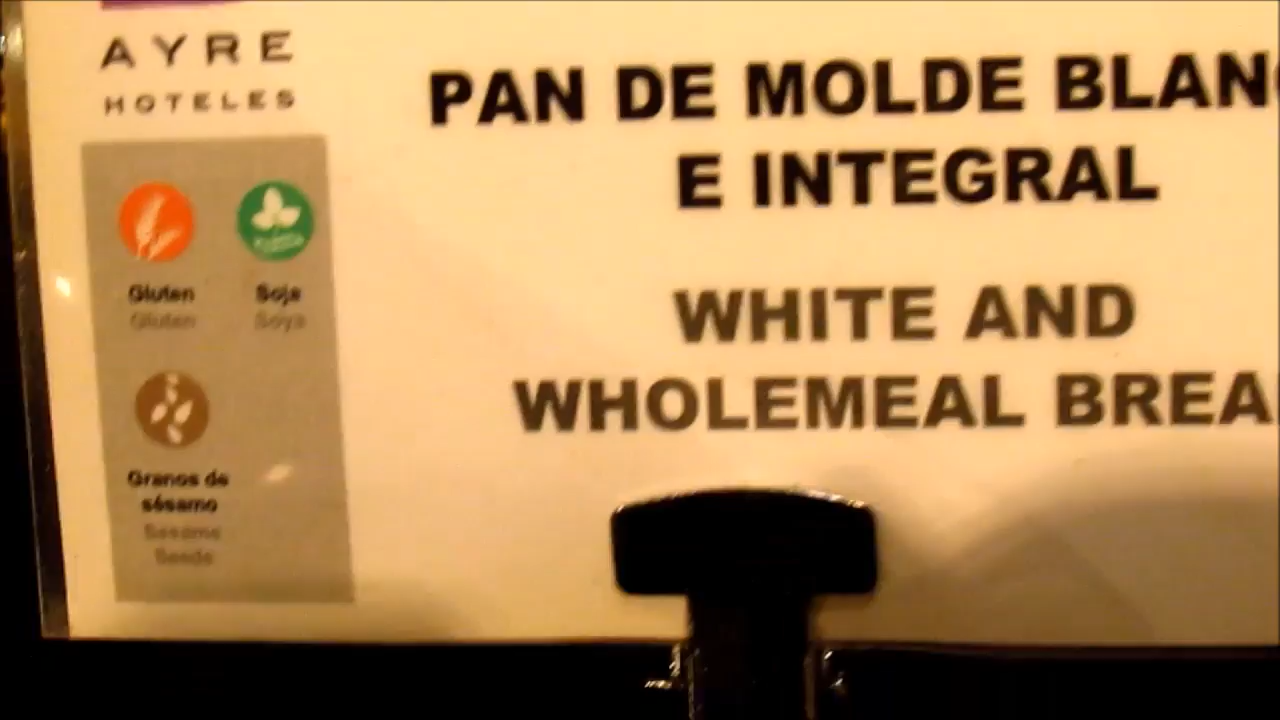 AYRE
HOTELES
PAN DE MOLDE BLANC
E INTEGRAL
WHITE AND
WHOLEMEAL BREA
Gluten
Gluten
Soja
Soya
Granos de
sésamo
Sesame
Seeds